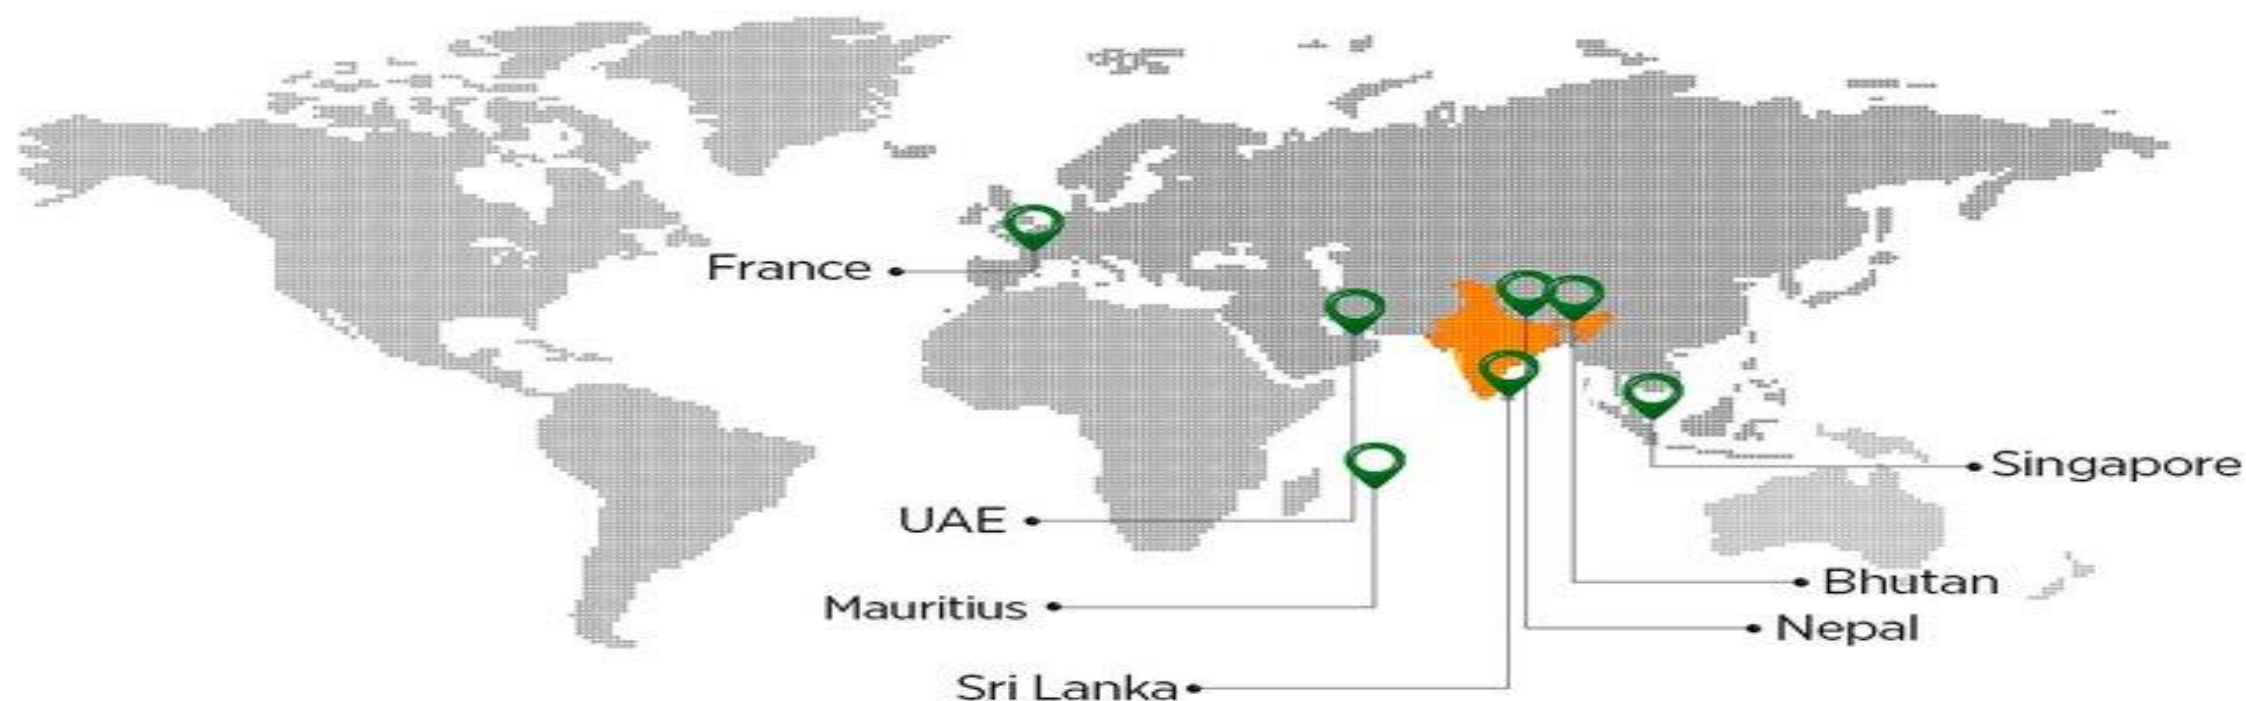 France
Singapore
UAE
Bhutan
Mauritius
Nepal
Sri Lanka